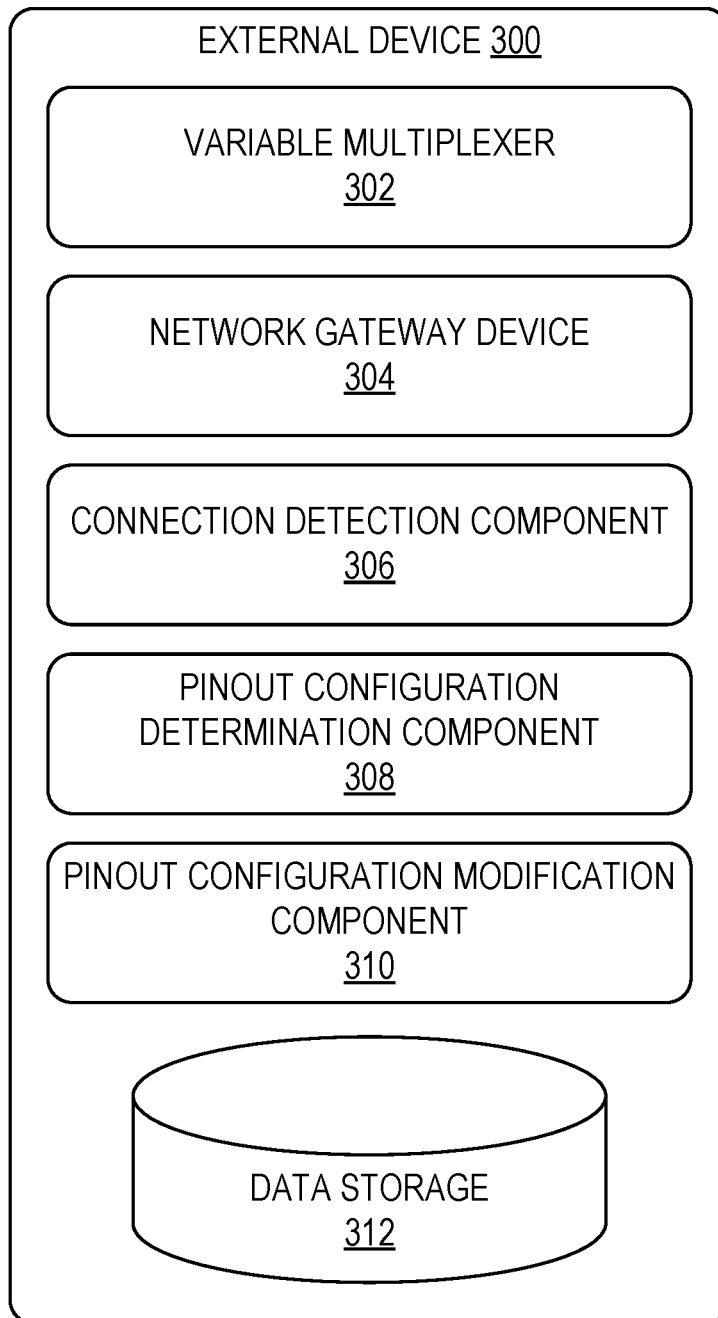 EXTERNAL DEVICE 300
VARIABLE MULTIPLEXER
302
NETWORK GATEWAY DEVICE
304
CONNECTION DETECTION COMPONENT
306
PINOUT CONFIGURATION
DETERMINATION COMPONENT
308
PINOUT CONFIGURATION MODIFICATION
COMPONENT
310
DATA STORAGE
312